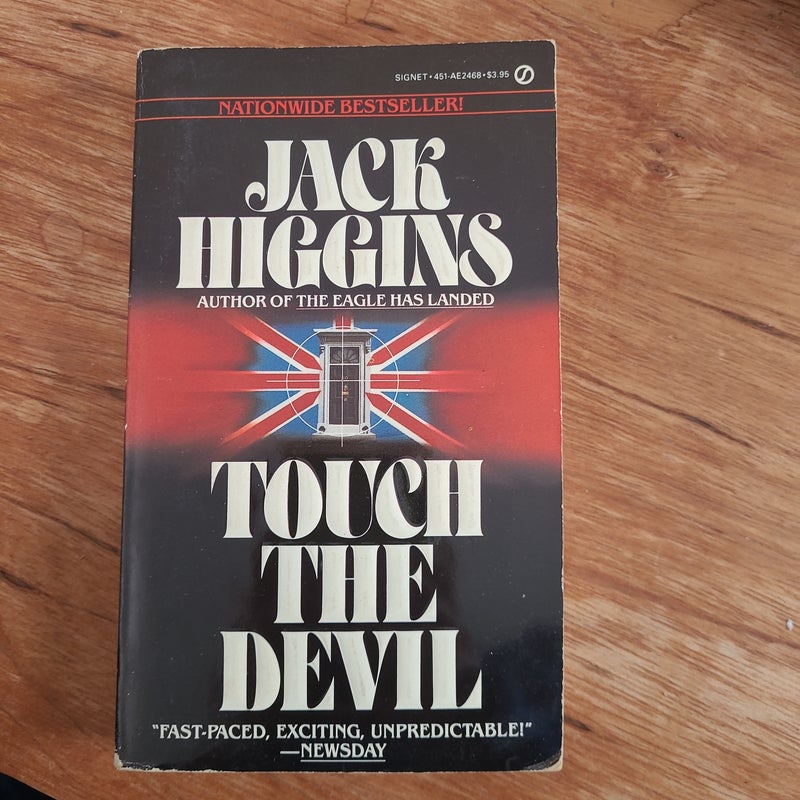 SIGNET • 451-AE2468 • $3.95
NATIONWIDE BESTSELLER!
JACK
HIGGINS
AUTHOR OF THE EAGLE HAS LANDED
TOUCH
THE
DEVIL
"FAST-PACED, EXCITING, UNPREDICTABLE!"
—NEWSDAY